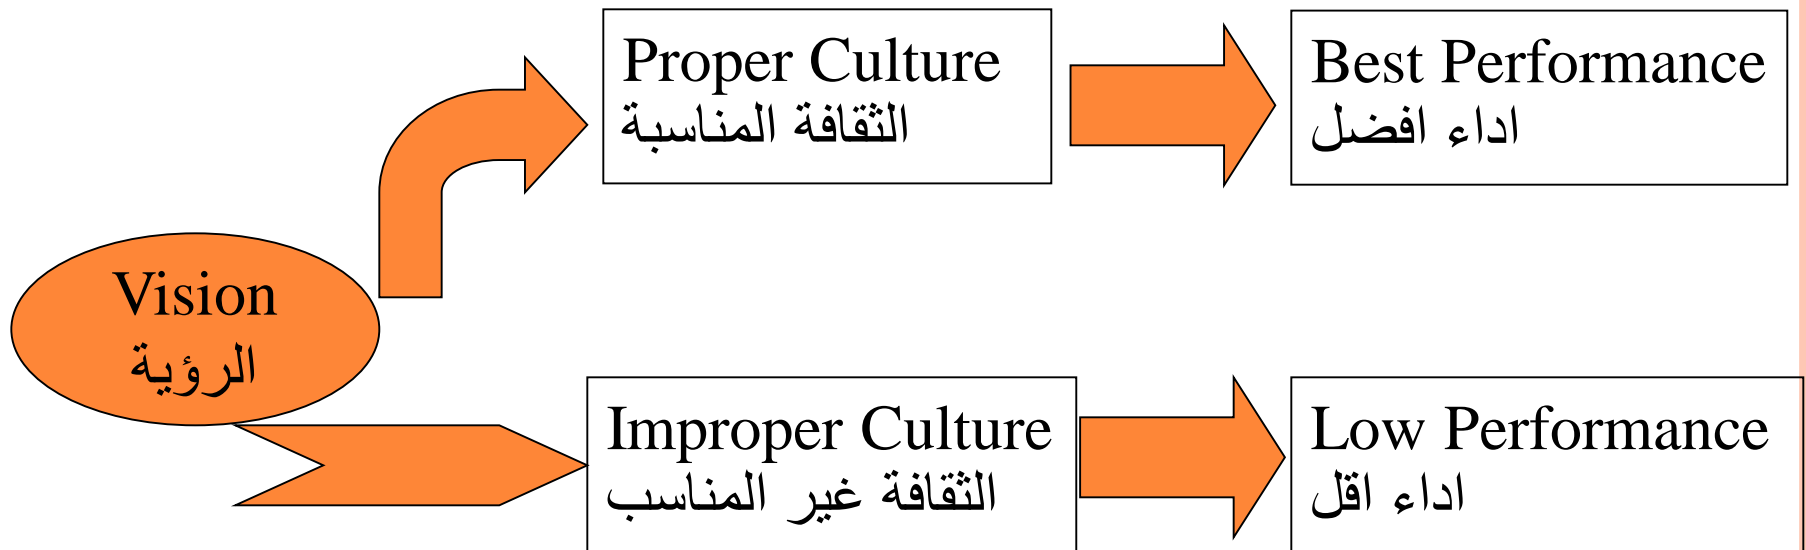 Proper Culture
الثقافة المناسبة
Best Performance
اداء افضل
Vision
الرؤية
Improper Culture
الثقافة غير المناسب
Low Performance
اداء اقل